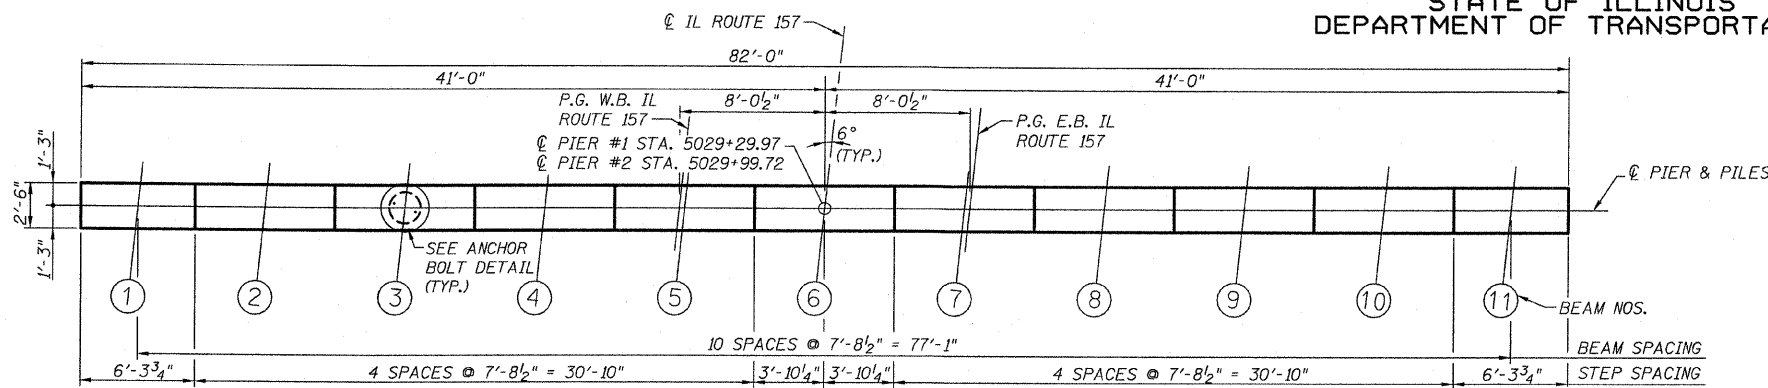 STATE OF ILLINOIS
DEPARTMENT OF TRANSPORTA
℄ IL ROUTE 157
82'-0"
41'-0"
41'-0"
P.G. W.B. IL
ROUTE 157
8'-0½"
8'-0½"
P.G. E.B. IL
ROUTE 157
℄ PIER #1 STA. 5029+29.97
℄ PIER #2 STA. 5029+99.72
6°
(TYP.)
1'-3"
2'-6"
1'-3"
℄ PIER & PILES
SEE ANCHOR
BOLT DETAIL
(TYP.)
1 2 3 4 5 6 7 8 9 10 11
BEAM NOS.
10 SPACES @ 7'-8½" = 77'-1"
BEAM SPACING
6'-3¾" 4 SPACES @ 7'-8½" = 30'-10" 3'-10¼" 3'-10¼" 4 SPACES @ 7'-8½" = 30'-10" 6'-3¾" STEP SPACING